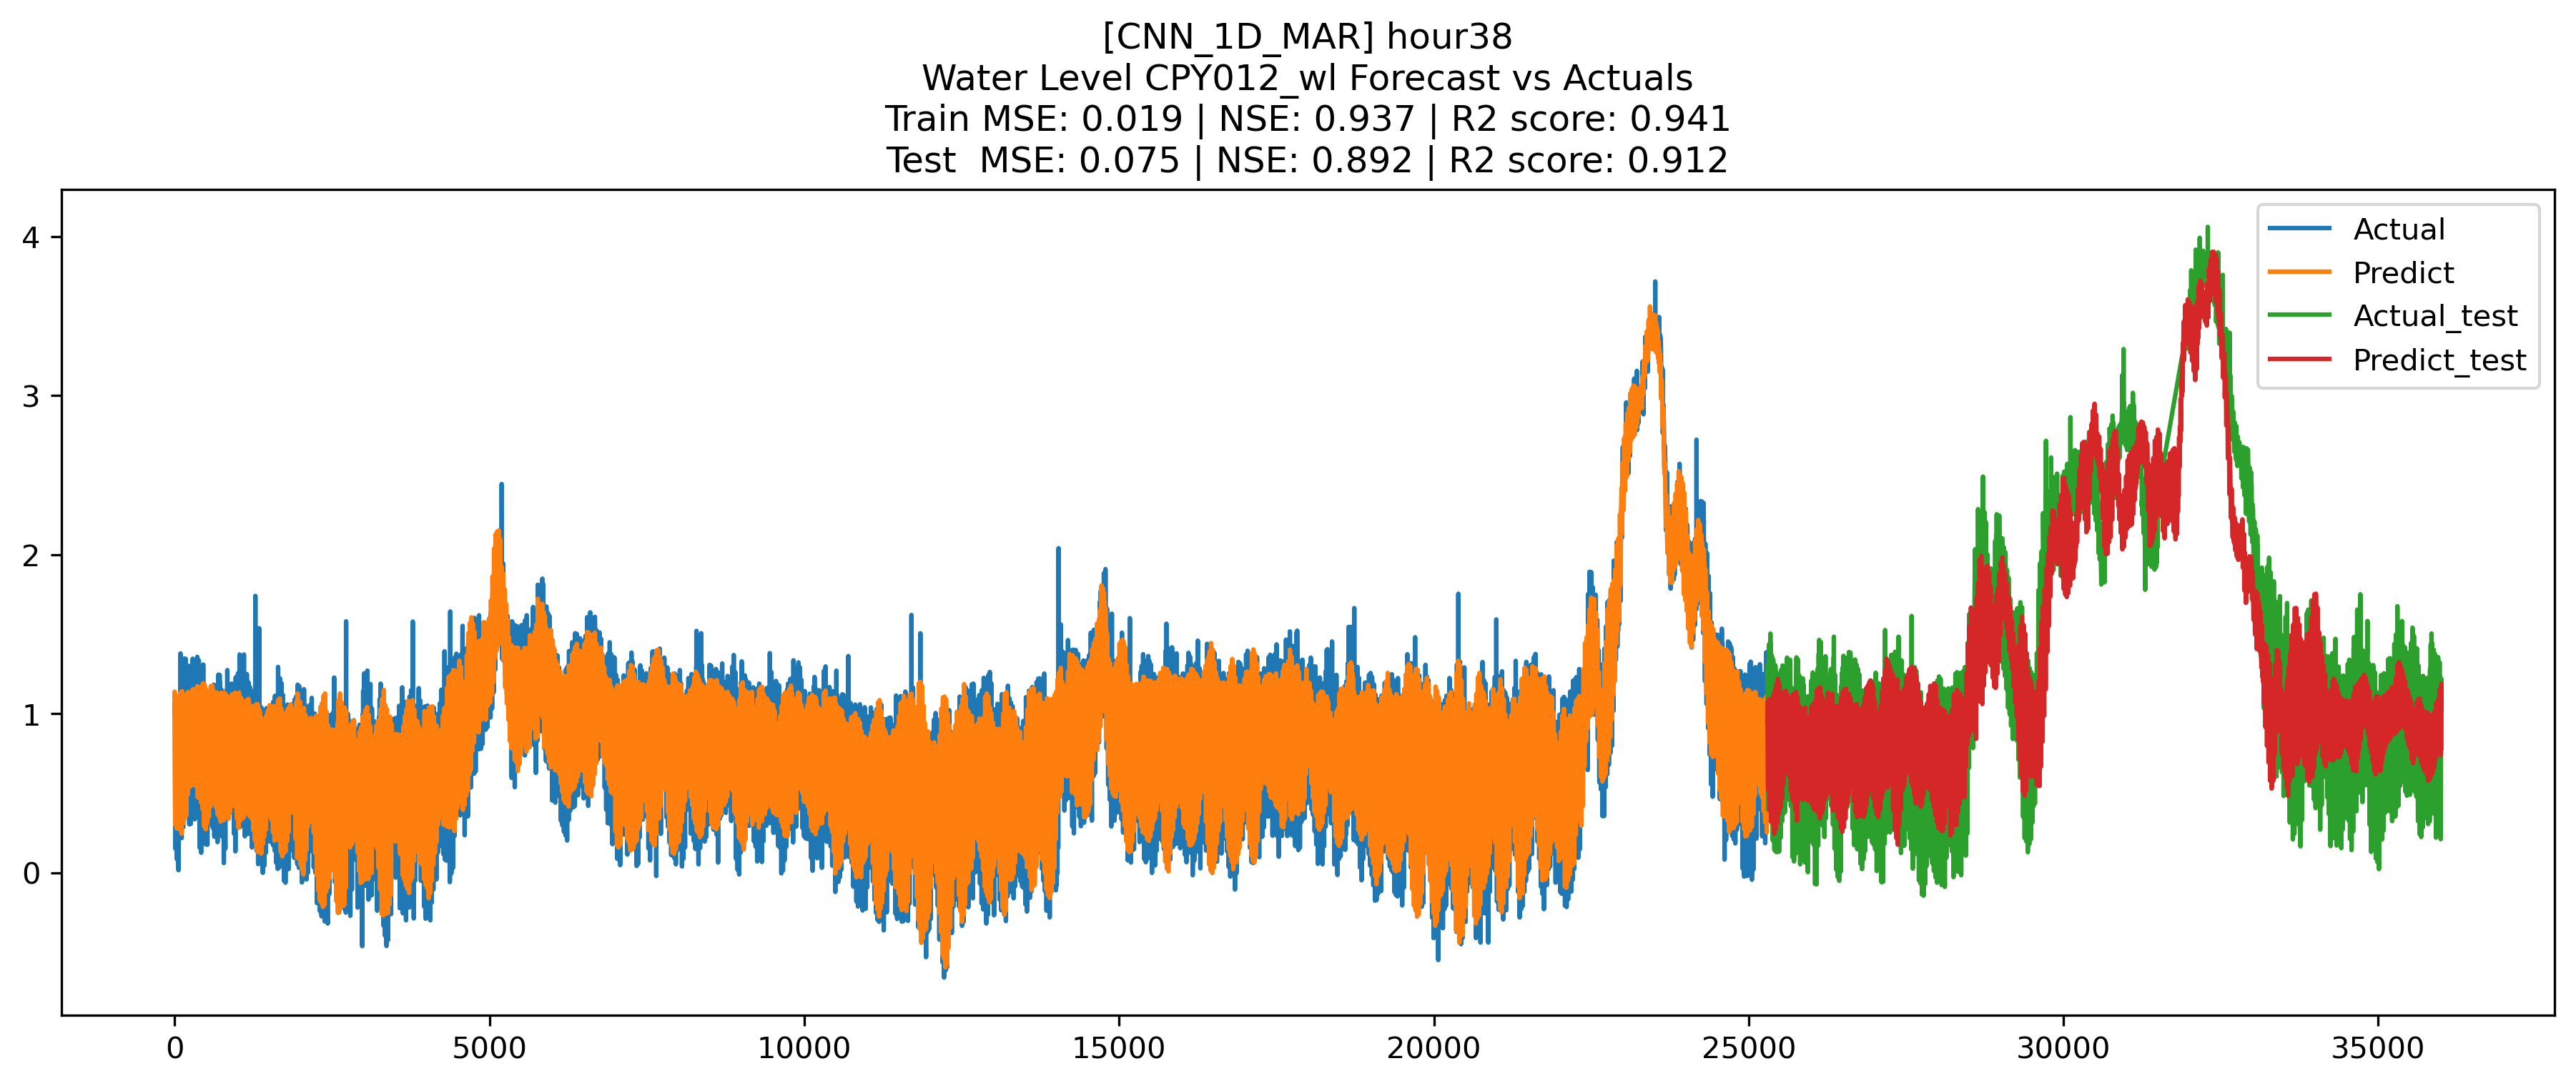 [CNN_1D_MAR] hour38
Water Level CPY012_wl Forecast vs Actuals
Train MSE: 0.019 | NSE: 0.937 | R2 score: 0.941
Test  MSE: 0.075 | NSE: 0.892 | R2 score: 0.912
Actual
Predict
Actual_test
Predict_test
4
3
2
1
0
0 5000 10000 15000 20000 25000 30000 35000